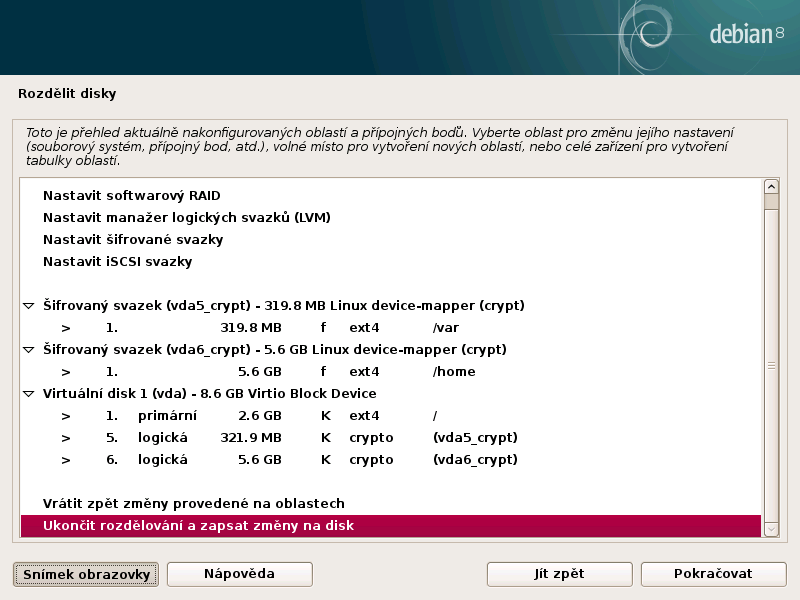 debian 8
Rozdělit disky
Toto je přehled aktuálně nakonfigurovaných oblastí a přípojných bodů. Vyberte oblast pro změnu jejího nastavení
(souborový systém, přípojný bod, atd.), volné místo pro vytvoření nových oblastí, nebo celé zařízení pro vytvoření
tabulky oblastí.
Nastavit softwarový RAID
Nastavit manažer logických svazků (LVM)
Nastavit šifrované svazky
Nastavit iSCSI svazky
Šifrovaný svazek (vda5_crypt) - 319.8 MB Linux device-mapper (crypt)
> 1. 319.8 MB f ext4 /var
Šifrovaný svazek (vda6_crypt) - 5.6 GB Linux device-mapper (crypt)
> 1. 5.6 GB f ext4 /home
Virtuální disk 1 (vda) - 8.6 GB Virtio Block Device
> 1. primární 2.6 GB K ext4 /
> 5. logická 321.9 MB K crypto (vda5_crypt)
> 6. logická 5.6 GB K crypto (vda6_crypt)
Vrátit zpět změny provedené na oblastech
Ukončit rozdělování a zapsat změny na disk
Snímek obrazovky Nápověda Jít zpět Pokračovat